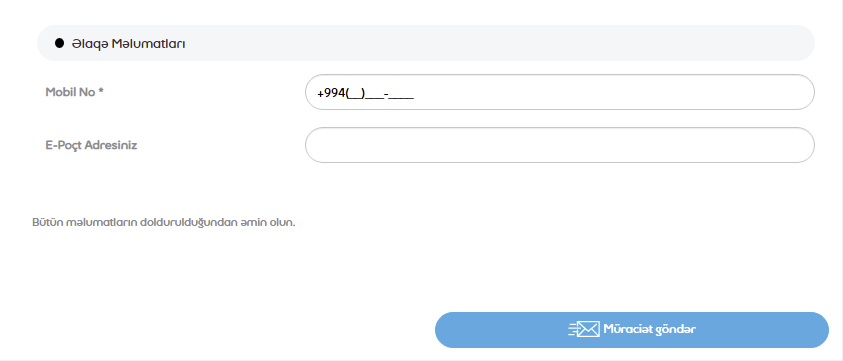 Əlaqə Məlumatları
Mobil No *
+994(__)___-____
E-Poçt Adresiniz
Bütün məlumatların doldurulduğundan əmin olun.
Müraciət göndər